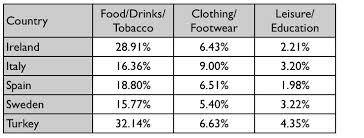 Country Food/Drinks/ Clothing/ Leisure/
Tobacco Footwear Education
Ireland 28.91% 6.43% 2.21%
Italy 16.36% 9.00% 3.20%
Spain 18.80% 6.51% 1.98%
Sweden 15.77% 5.40% 3.22%
Turkey 32.14% 6.63% 4.35%